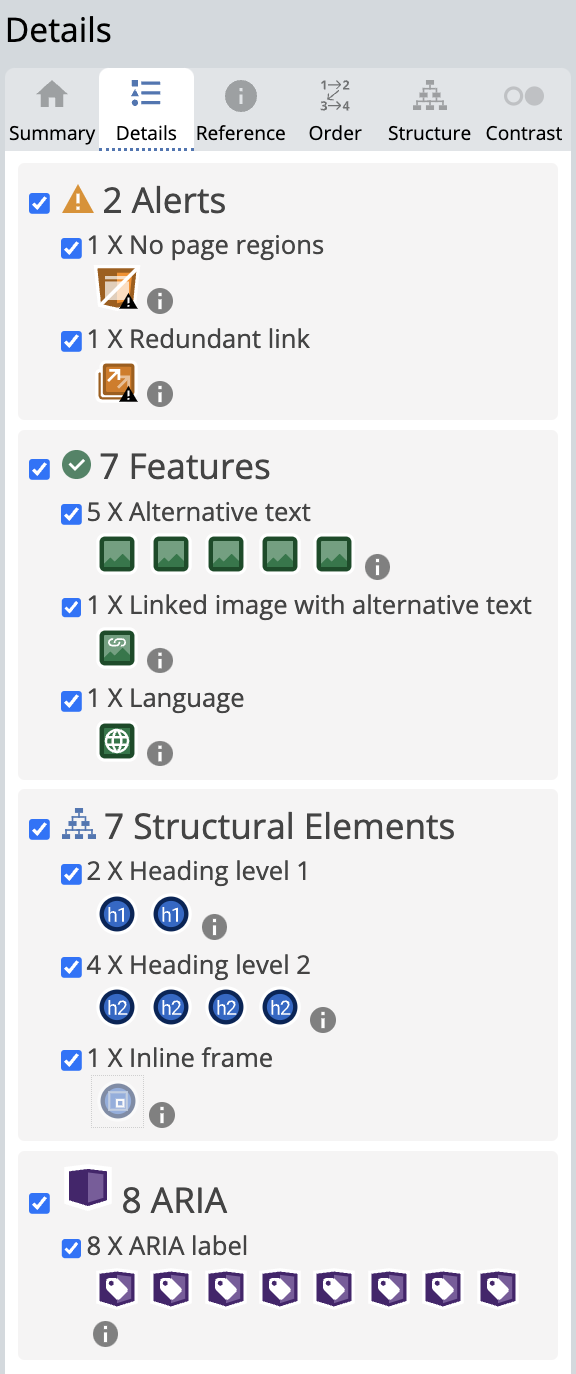 Details
Summary Details Reference Order Structure Contrast
1→2
3→4
2 Alerts
1 X No page regions
1 X Redundant link
7 Features
5 X Alternative text
1 X Linked image with alternative text
1 X Language
7 Structural Elements
2 X Heading level 1
h1 h1
4 X Heading level 2
h2 h2 h2 h2
1 X Inline frame
8 ARIA
8 X ARIA label